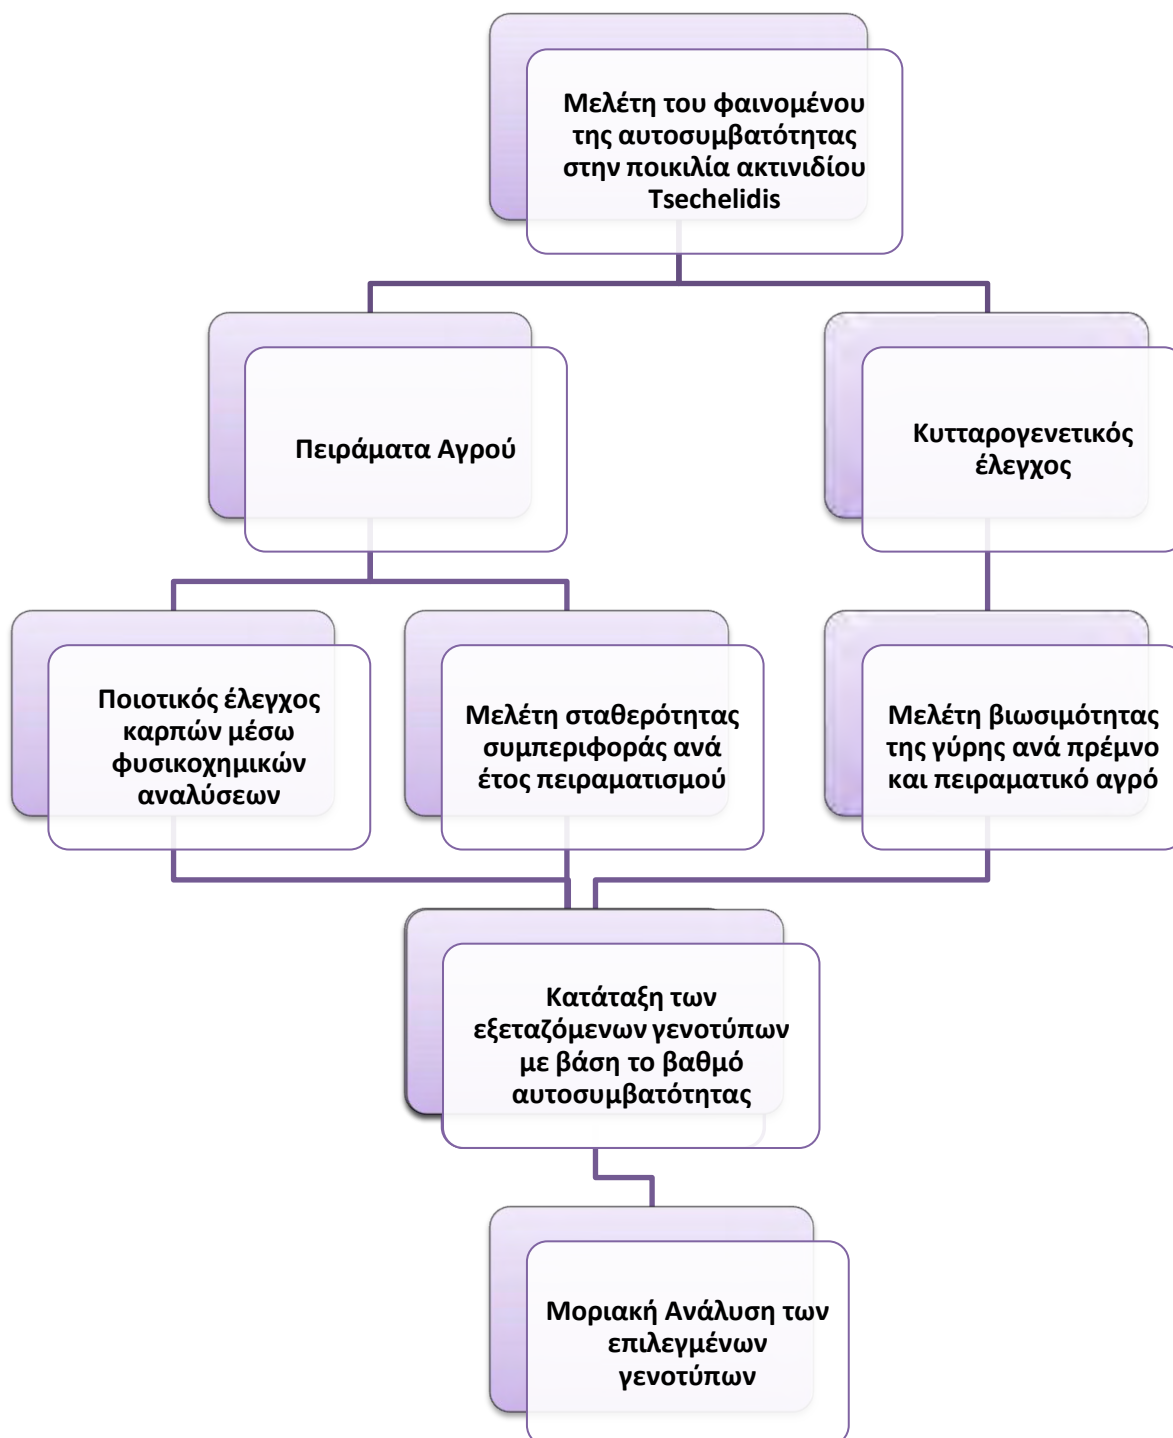 Μελέτη του φαινομένου
της αυτοσυμβατότητας
στην ποικιλία ακτινιδίου
Tsechelidis
Πειράματα Αγρού
Κυτταρογενετικός
έλεγχος
Ποιοτικός έλεγχος
καρπών μέσω
φυσικοχημικών
αναλύσεων
Μελέτη σταθερότητας
συμπεριφοράς ανά
έτος πειραματισμού
Μελέτη βιωσιμότητας
της γύρης ανά πρέμνο
και πειραματικό αγρό
Κατάταξη των
εξεταζόμενων γενοτύπων
με βάση το βαθμό
αυτοσυμβατότητας
Μοριακή Ανάλυση των
επιλεγμένων
γενοτύπων